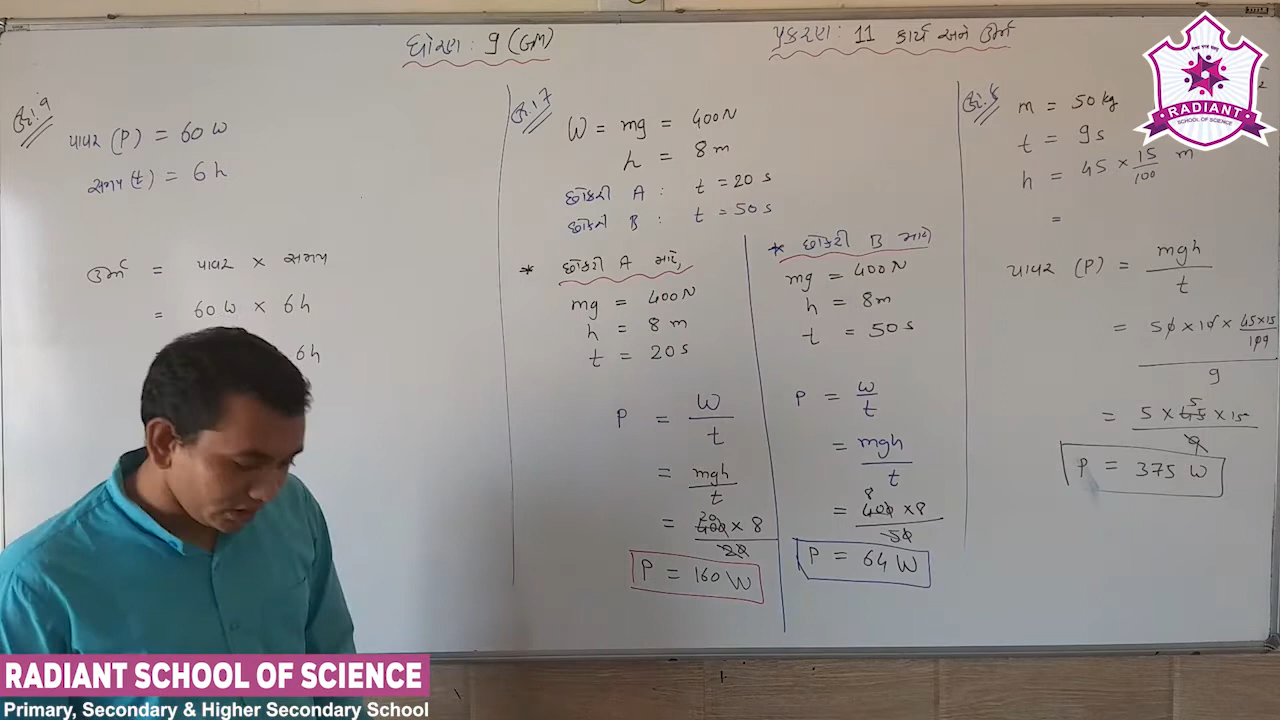 ધોરણ : 9 (GM)
પ્રકરણ : 11 કાર્ય અને ઊર્જા
RADIANT
SCHOOL OF SCIENCE
ઉદા. ૧
પાવર (P) = 60 W
સમય (t) = 6 h
ઊર્જા = પાવર × સમય
= 60 W × 6 h
=
6 h
ઉદા. 7
W = mg = 400 N
h = 8 m
છોકરી A : t = 20 s
છોકરી B : t = 50 s
* છોકરી A માટે,
mg = 400 N
h = 8 m
t = 20 s
P = W / t
= mgh / t
= 400 × 8 / 20
20
P = 160 W
* છોકરી B માટે
mg = 400 N
h = 8 m
t = 50 s
P = W / t
= mgh / t
8
= 400 × 8 / 50
P = 64 W
ઉદા. 8
m = 50 kg
t = 9 s
h = 45 × 15 / 100 m
=
પાવર (P) = mgh / t
= 50 × 10 × 45 × 15 / 100
9
5
= 5 × 45 × 15 / 9
P = 375 W
RADIANT SCHOOL OF SCIENCE
Primary, Secondary & Higher Secondary School